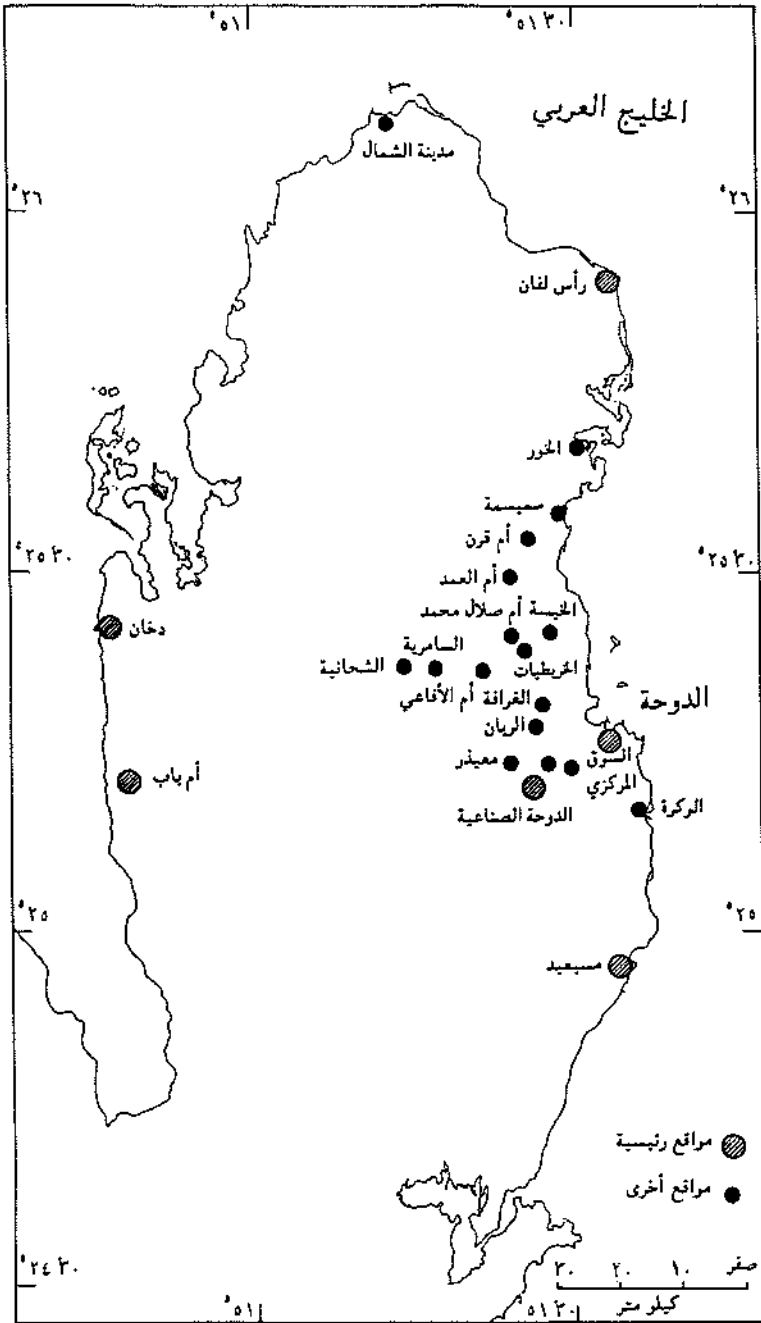 °٥١
°٥١ ٣٠
الخليج العربي
مدينة الشمال
°٢٦
°٢٦
رأس لفان
الخور
سميسمة
أم قرن
°٢٥ ٣٠
°٢٥ ٣٠
أم العمد
الخيسة أم صلال محمد
دخان
السامرية
الخريطيات
الشحانية
الغرافة أم الأفاعي
الدوحة
الريان
السوق
المركزي
معيذر
أم باب
الدوحة الصناعية
الوكرة
°٢٥
°٢٥
مسيعيد
مواقع رئيسية
مواقع أخرى
°٢٤ ٣٠
صفر
١٠
٢٠
٣٠
كيلو متر
°٥١
°٥١ ٣٠